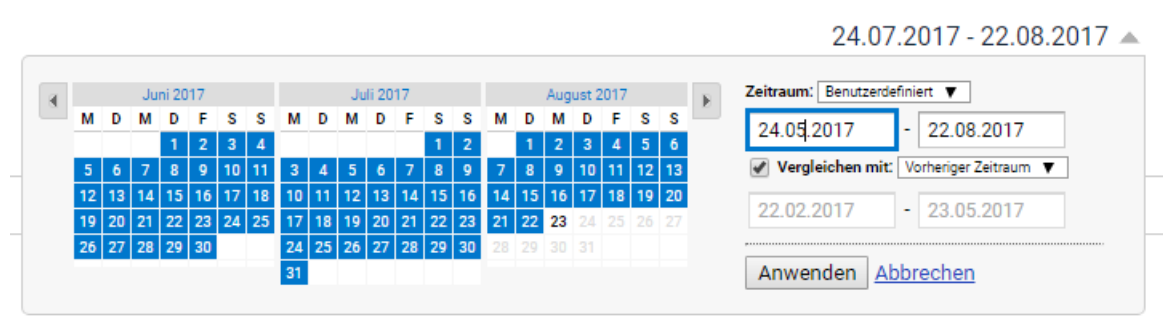 24.07.2017 - 22.08.2017
Juni 2017 Juli 2017 August 2017 Zeitraum: Benutzerdefiniert
M D M D F S S M D M D F S S M D M D F S S
24.05.2017 - 22.08.2017
1 2 3 4 1 2 1 2 3 4 5 6
5 6 7 8 9 10 11 3 4 5 6 7 8 9 7 8 9 10 11 12 13 Vergleichen mit: Vorheriger Zeitraum
12 13 14 15 16 17 18 10 11 12 13 14 15 16 14 15 16 17 18 19 20
19 20 21 22 23 24 25 17 18 19 20 21 22 23 21 22 23 24 25 26 27 22.02.2017 - 23.05.2017
26 27 28 29 30 24 25 26 27 28 29 30 28 29 30 31
31 Anwenden Abbrechen